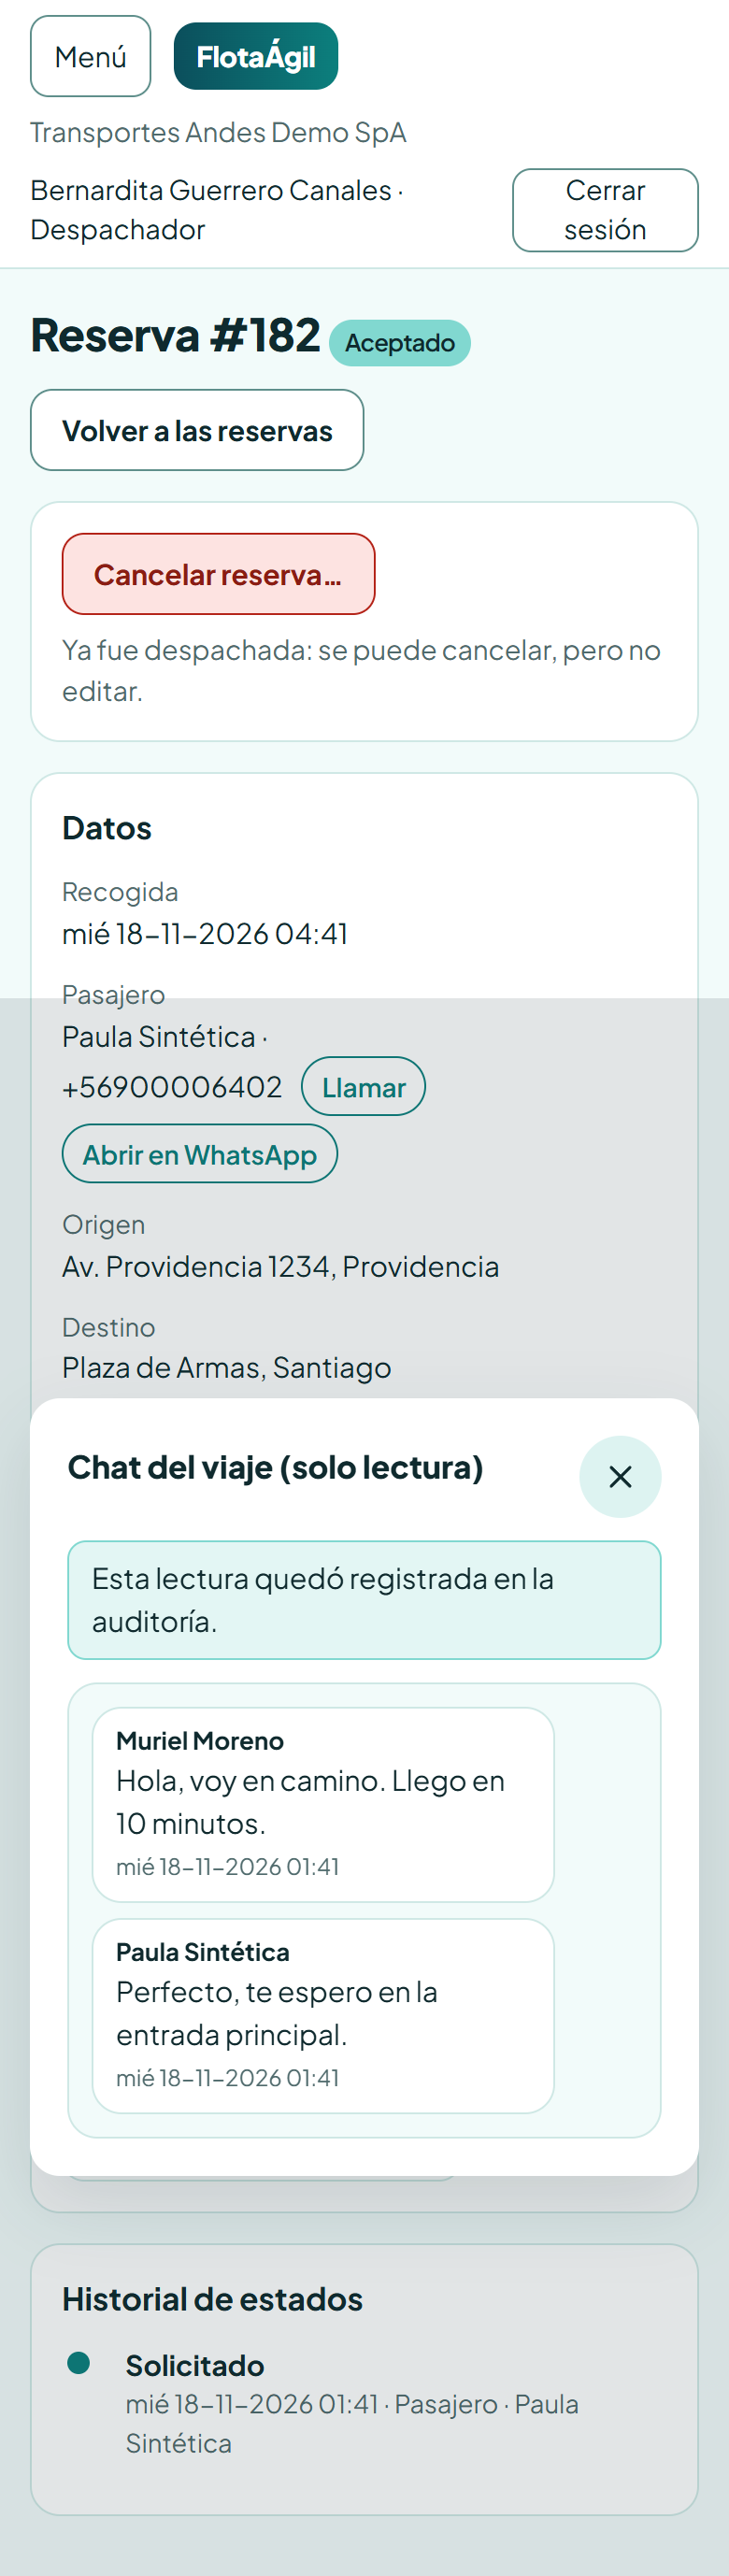 Menú
FlotaÁgil
Transportes Andes Demo SpA
Bernardita Guerrero Canales ·
Despachador
Cerrar
sesión
Reserva #182
Aceptado
Volver a las reservas
Cancelar reserva…
Ya fue despachada: se puede cancelar, pero no
editar.
Datos
Recogida
mié 18-11-2026 04:41
Pasajero
Paula Sintética ·
+56900006402
Llamar
Abrir en WhatsApp
Origen
Av. Providencia 1234, Providencia
Destino
Plaza de Armas, Santiago
Chat del viaje (solo lectura)
Esta lectura quedó registrada en la
auditoría.
Muriel Moreno
Hola, voy en camino. Llego en
10 minutos.
mié 18-11-2026 01:41
Paula Sintética
Perfecto, te espero en la
entrada principal.
mié 18-11-2026 01:41
Historial de estados
Solicitado
mié 18-11-2026 01:41 · Pasajero · Paula
Sintética